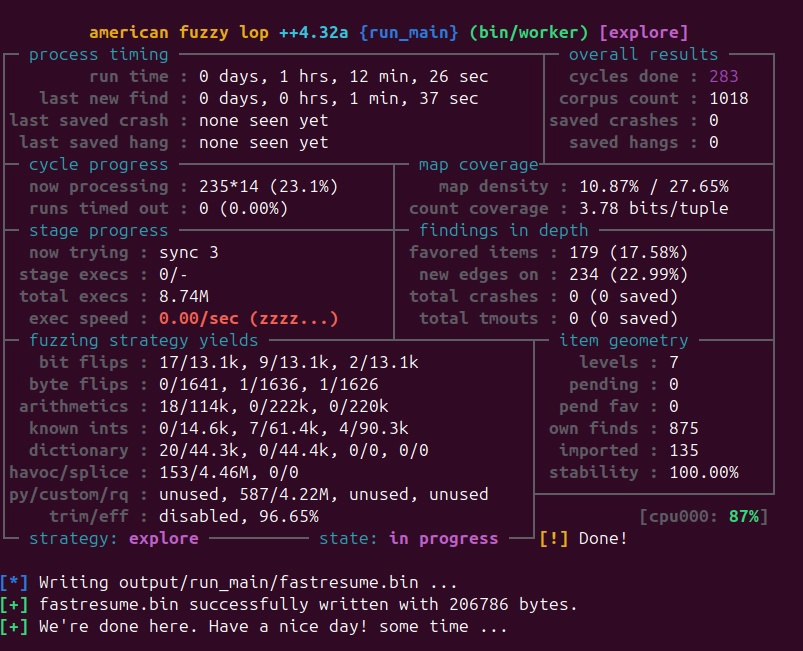 american fuzzy lop ++4.32a {run_main} (bin/worker) [explore]
process timing overall results
run time : 0 days, 1 hrs, 12 min, 26 sec cycles done : 283
last new find : 0 days, 0 hrs, 1 min, 37 sec corpus count : 1018
last saved crash : none seen yet saved crashes : 0
last saved hang : none seen yet saved hangs : 0
cycle progress map coverage
now processing : 235*14 (23.1%) map density : 10.87% / 27.65%
runs timed out : 0 (0.00%) count coverage : 3.78 bits/tuple
stage progress findings in depth
now trying : sync 3 favored items : 179 (17.58%)
stage execs : 0/- new edges on : 234 (22.99%)
total execs : 8.74M total crashes : 0 (0 saved)
exec speed : 0.00/sec (zzzz...) total tmouts : 0 (0 saved)
fuzzing strategy yields item geometry
bit flips : 17/13.1k, 9/13.1k, 2/13.1k levels : 7
byte flips : 0/1641, 1/1636, 1/1626 pending : 0
arithmetics : 18/114k, 0/222k, 0/220k pend fav : 0
known ints : 0/14.6k, 7/61.4k, 4/90.3k own finds : 875
dictionary : 20/44.3k, 0/44.4k, 0/0, 0/0 imported : 135
havoc/splice : 153/4.46M, 0/0 stability : 100.00%
py/custom/rq : unused, 587/4.22M, unused, unused
trim/eff : disabled, 96.65% [cpu000: 87%]
strategy: explore state: in progress [!] Done!
[*] Writing output/run_main/fastresume.bin ...
[+] fastresume.bin successfully written with 206786 bytes.
[+] We're done here. Have a nice day! some time ...